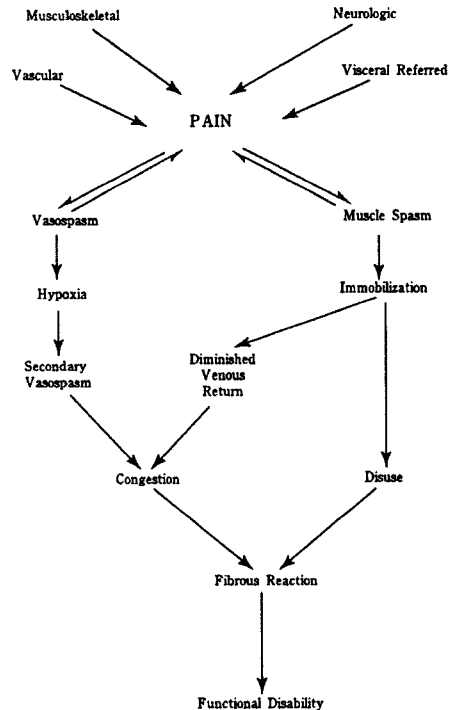 Musculoskeletal
Neurologic
Vascular
Visceral Referred
PAIN
Vasospasm
Muscle Spasm
Hypoxia
Immobilization
Secondary
Vasospasm
Diminished
Venous
Return
Congestion
Disuse
Fibrous Reaction
Functional Disability